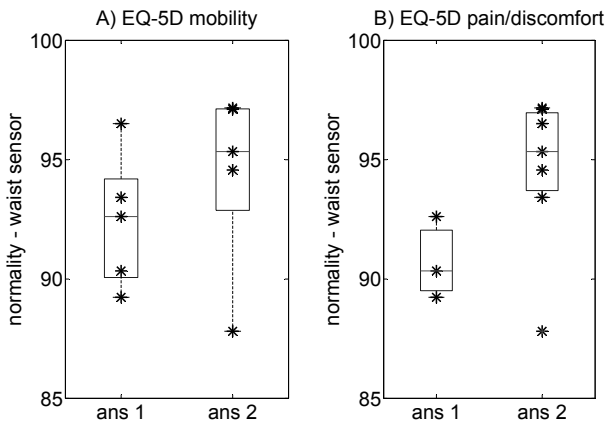 A) EQ-5D mobility
normality - waist sensor
100
95
90
85
ans 1 ans 2
B) EQ-5D pain/discomfort
normality - waist sensor
100
95
90
85
ans 1 ans 2